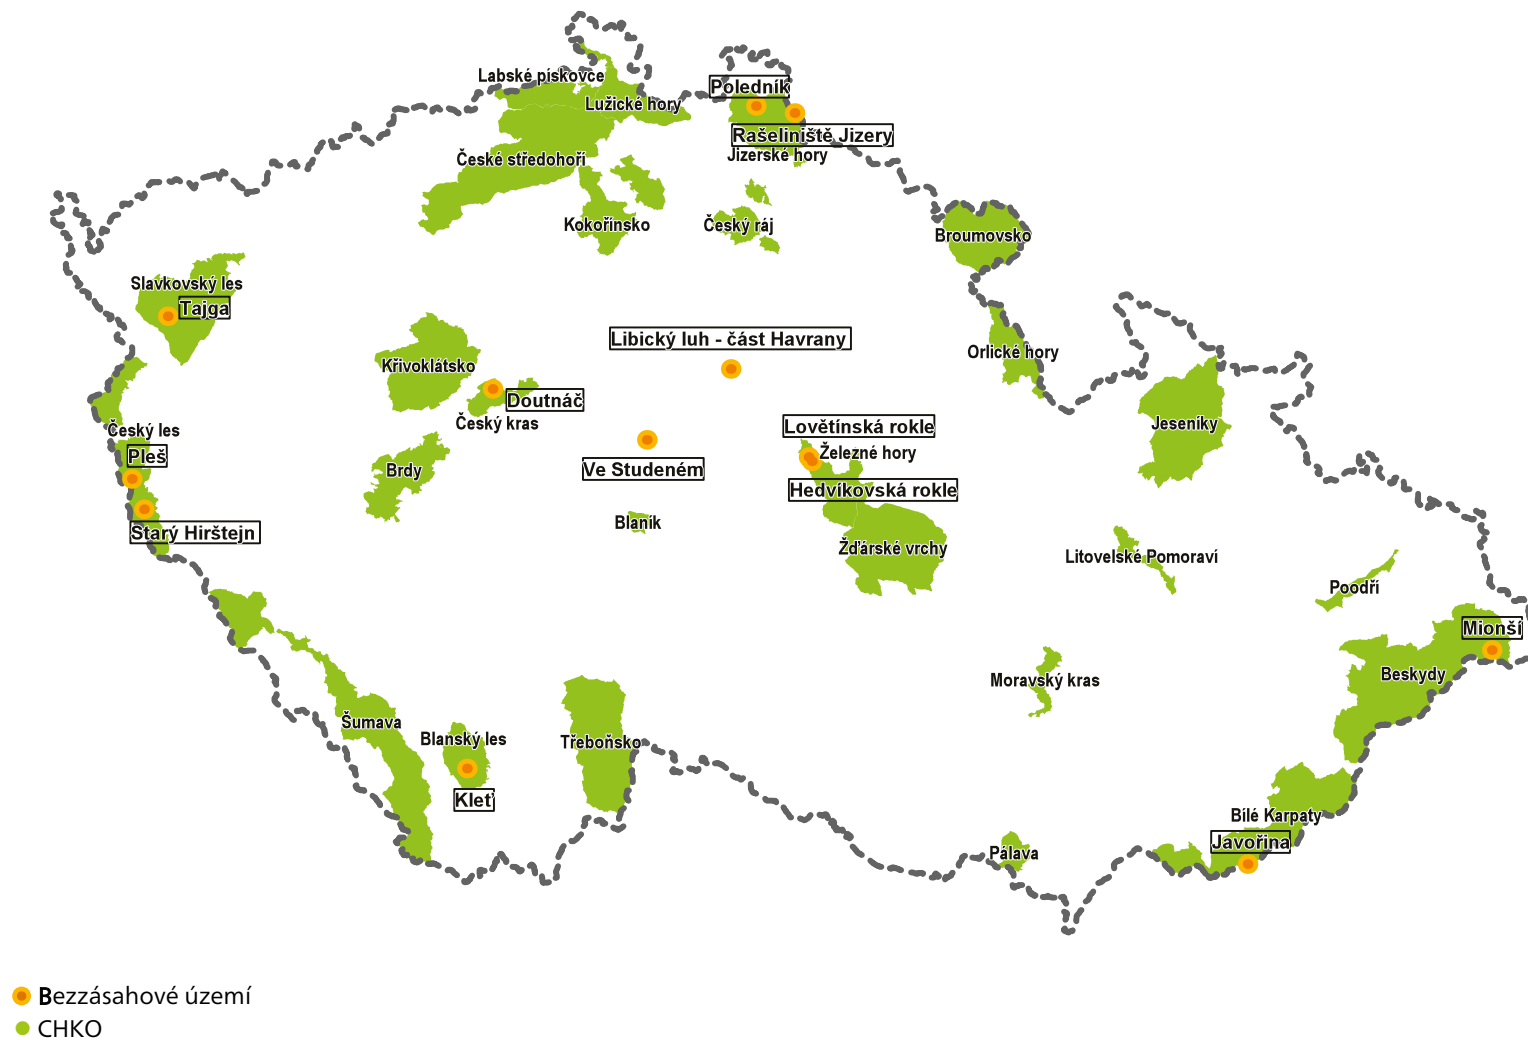 Labské pískovce
Poledník
Lužické hory
Rašeliniště Jizery
Jizerské hory
České středohoří
Kokořínsko
Český ráj
Broumovsko
Slavkovský les
Tajga
Libický luh - část Havrany
Orlické hory
Křivoklátsko
Doutnáč
Český kras
Jeseníky
Lovětínská rokle
Český les
Železné hory
Pleš
Brdy
Ve Studeném
Hedvíkovská rokle
Blaník
Starý Hirštejn
Žďárské vrchy
Litovelské Pomoraví
Poodří
Mionší
Beskydy
Moravský kras
Šumava
Blanský les
Třeboňsko
Kleť
Bílé Karpaty
Javořina
Pálava
Bezzásahové území
CHKO